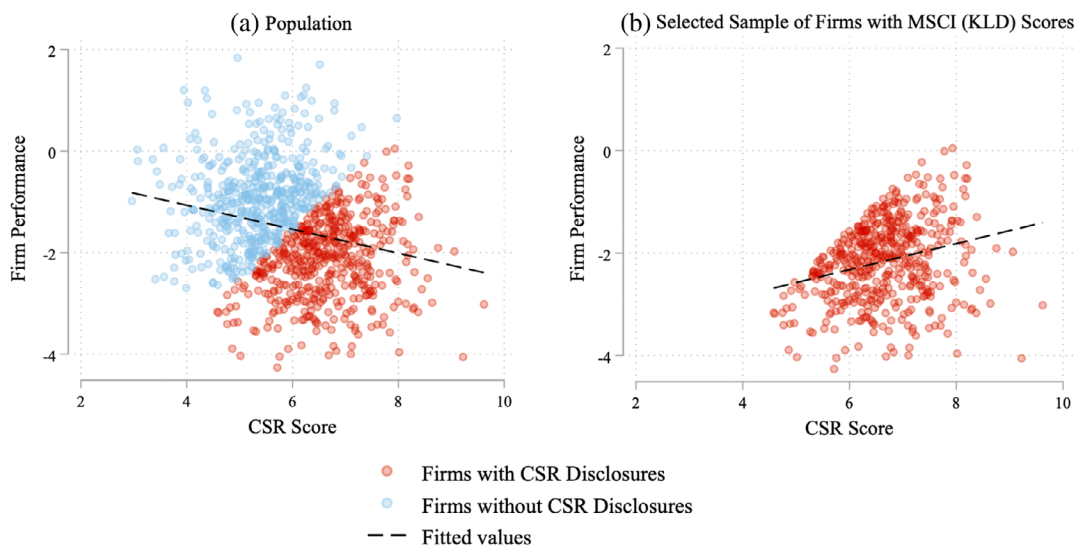 (a) Population
(b) Selected Sample of Firms with MSCI (KLD) Scores
Firm Performance
2
0
-2
-4
2 4 6 8 10
CSR Score
Firm Performance
2
0
-2
-4
2 4 6 8 10
CSR Score
Firms with CSR Disclosures
Firms without CSR Disclosures
Fitted values